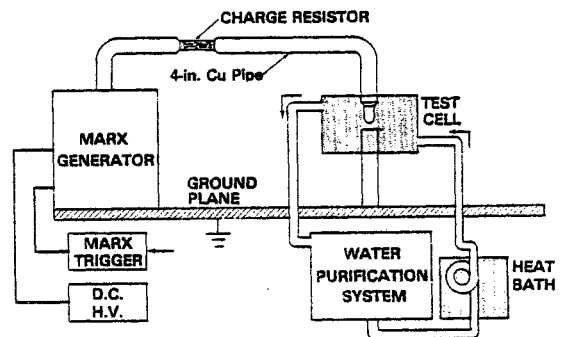 CHARGE RESISTOR
4-in. Cu Pipe
MARX
GENERATOR
TEST
CELL
GROUND
PLANE
MARX
TRIGGER
D.C.
H.V.
WATER
PURIFICATION
SYSTEM
HEAT
BATH